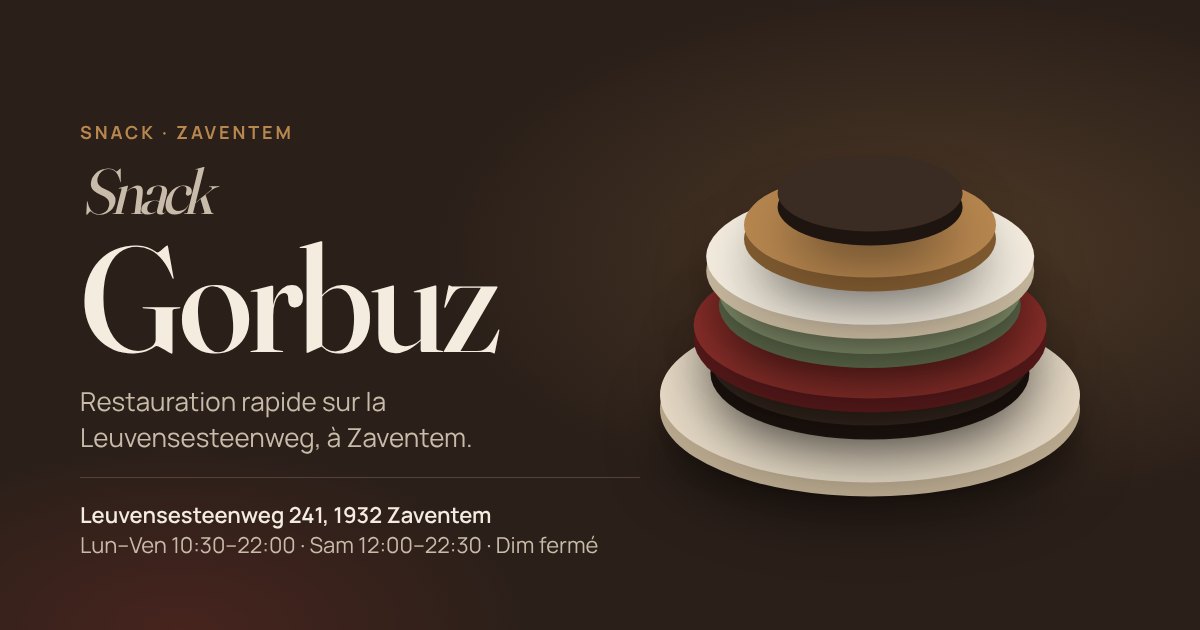 SNACK · ZAVENTEM
Snack
Gorbuz
Restauration rapide sur la
Leuvensesteenweg, à Zaventem.
Leuvensesteenweg 241, 1932 Zaventem
Lun–Ven 10:30–22:00 · Sam 12:00–22:30 · Dim fermé